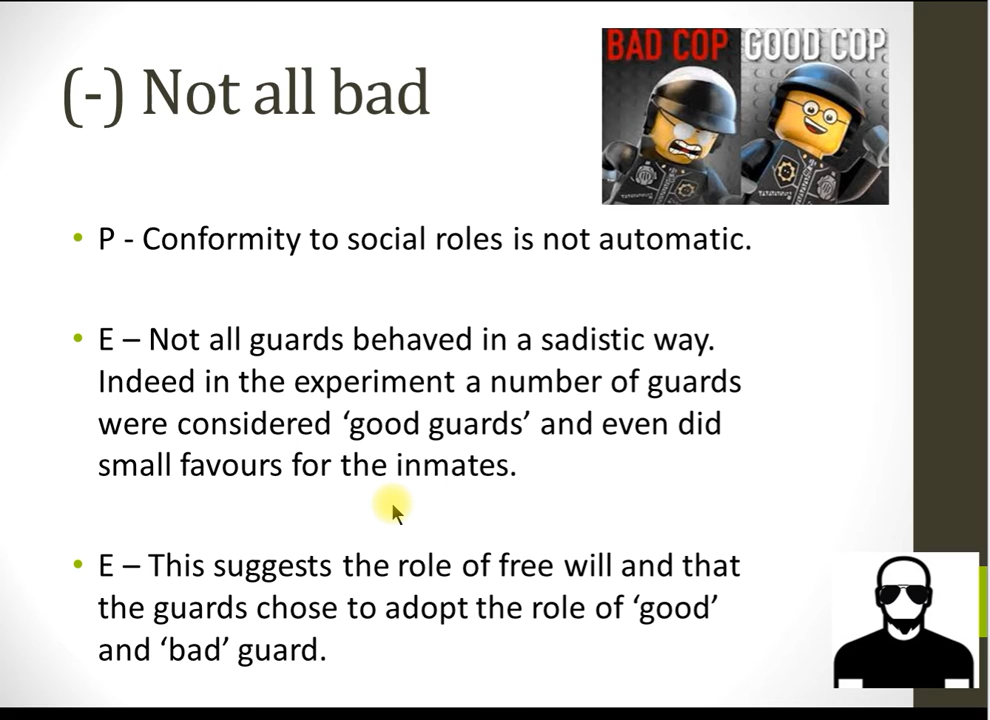 BAD COP GOOD COP
(-) Not all bad
• P - Conformity to social roles is not automatic.
• E – Not all guards behaved in a sadistic way.
Indeed in the experiment a number of guards
were considered ‘good guards’ and even did
small favours for the inmates.
• E – This suggests the role of free will and that
the guards chose to adopt the role of ‘good’
and ‘bad’ guard.